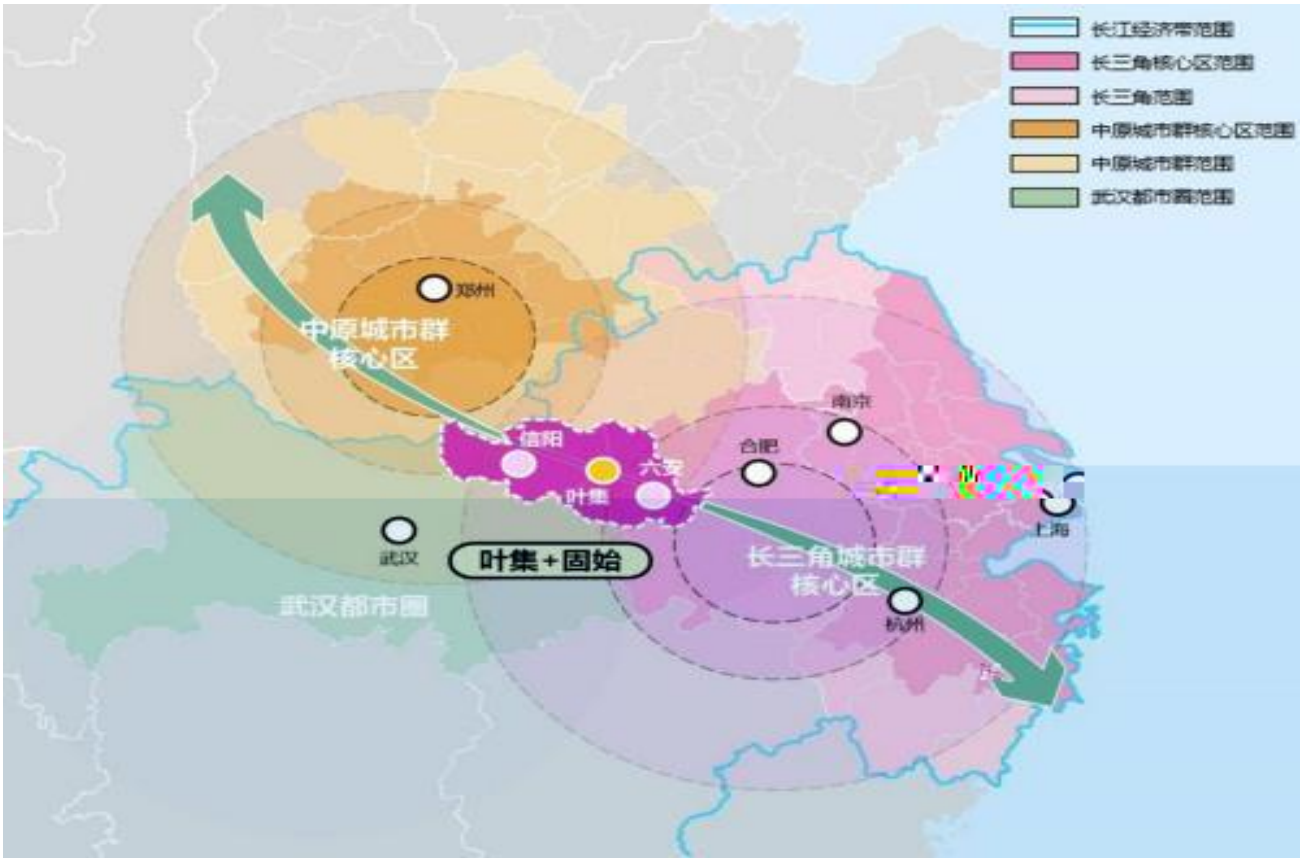 长江经济带范围
长三角核心区范围
长三角范围
中原城市群核心区范围
中原城市群范围
武汉都市圈范围
郑州
中原城市群
核心区
南京
信阳
合肥
六安
叶集
上海
武汉
叶集+固始
长三角城市群
核心区
武汉都市圈
杭州